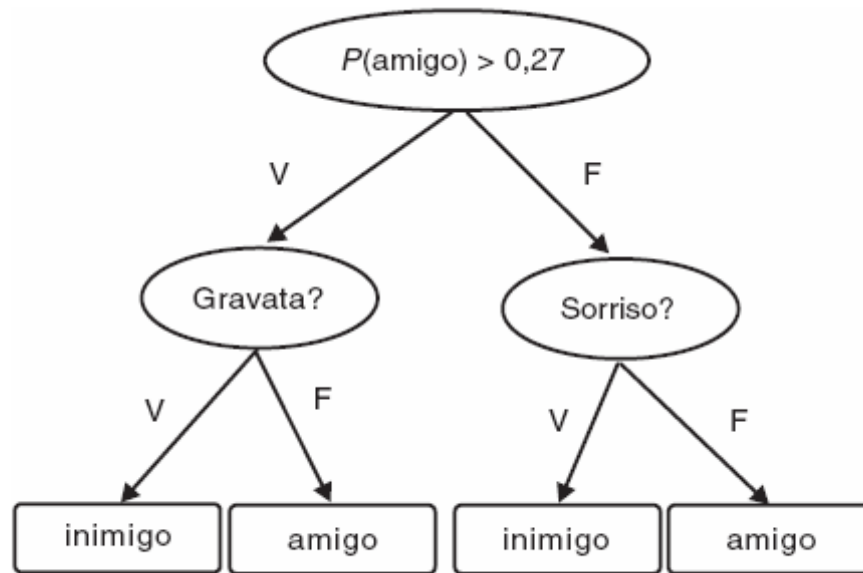 P(amigo) > 0,27
V
F
Gravata?
Sorriso?
V
F
V
F
inimigo
amigo
inimigo
amigo